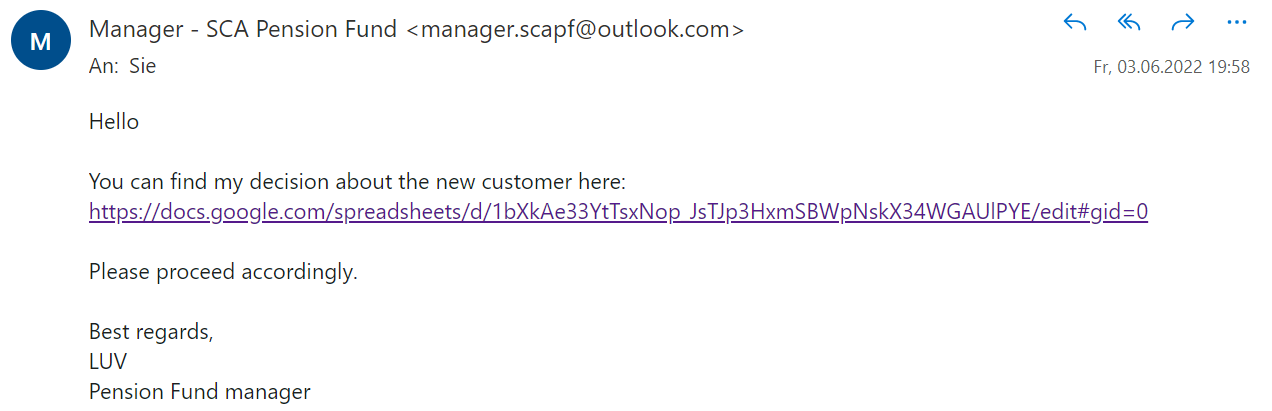 M
Manager - SCA Pension Fund <manager.scapf@outlook.com>
An: Sie
Fr, 03.06.2022 19:58
Hello
You can find my decision about the new customer here:
https://docs.google.com/spreadsheets/d/1bXkAe33YtTsxNop_JsTJp3HxmSBWpNskX34WGAUlPYE/edit#gid=0
Please proceed accordingly.
Best regards,
LUV
Pension Fund manager